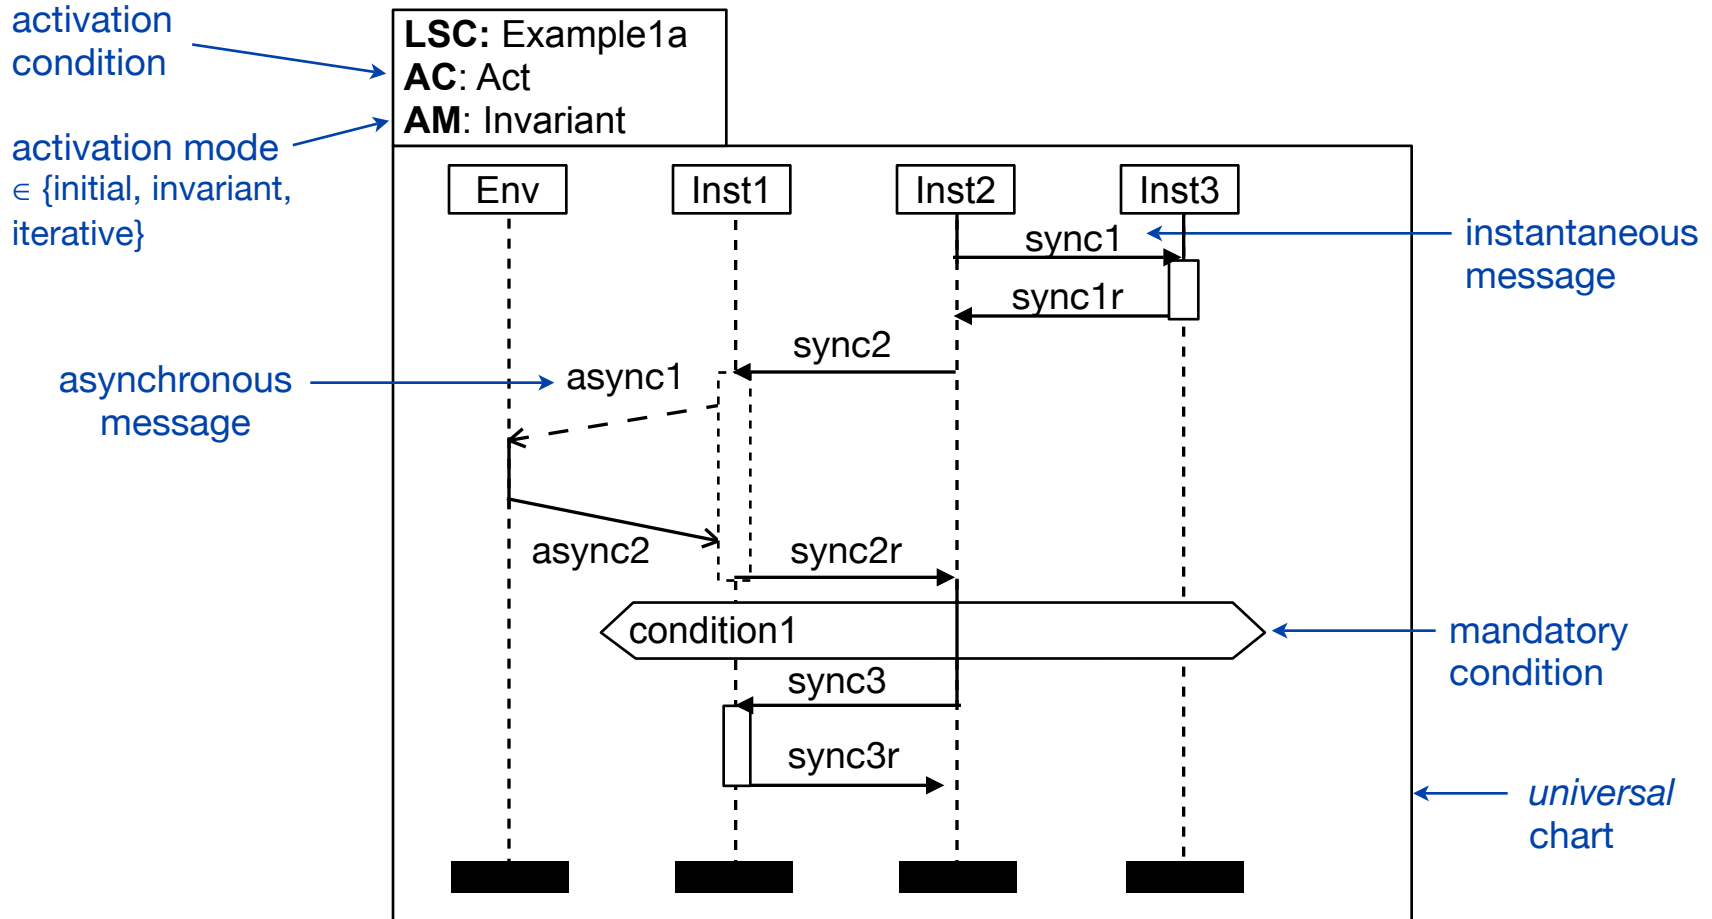 activation
condition
LSC: Example1a
AC: Act
AM: Invariant
activation mode
∈ {initial, invariant,
iterative}
Env
Inst1
Inst2
Inst3
sync1
instantaneous
message
sync1r
sync2
asynchronous
message
async1
async2
sync2r
condition1
mandatory
condition
sync3
sync3r
universal
chart